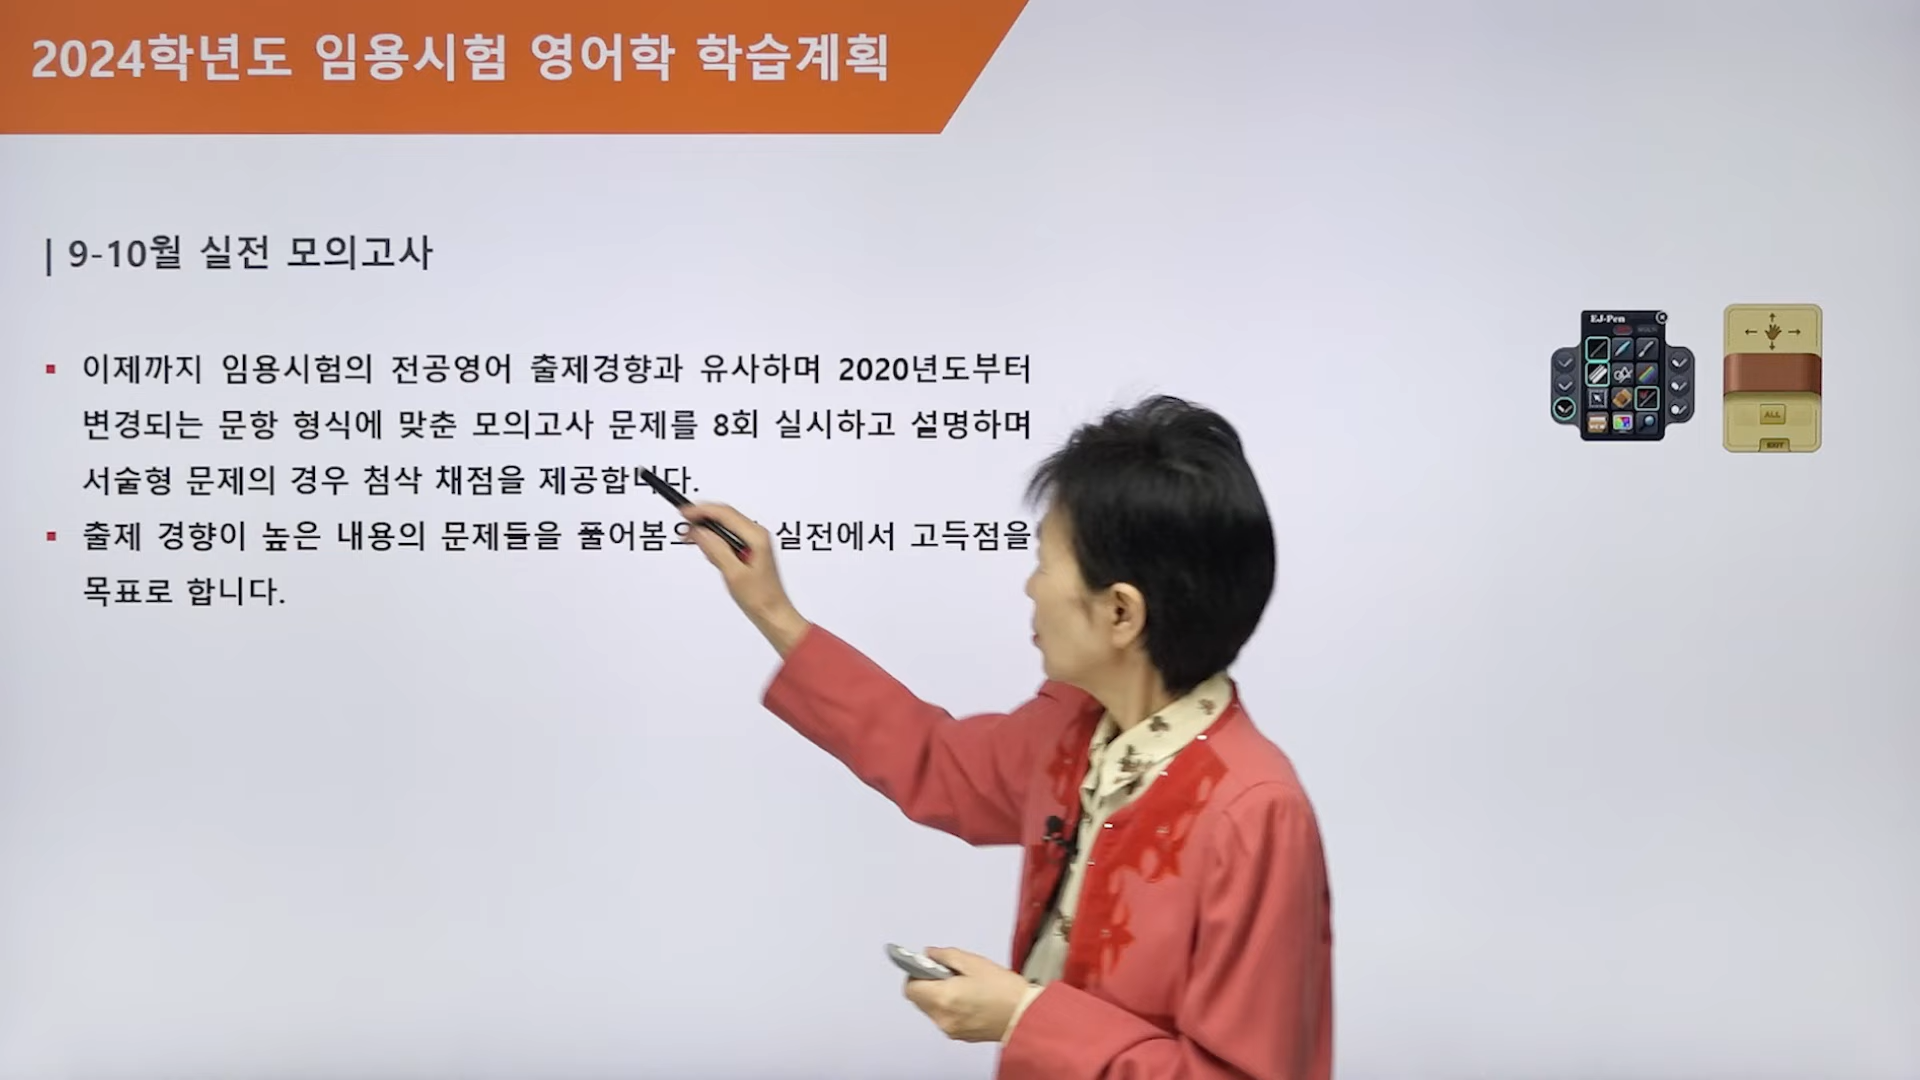 2024학년도 임용시험 영어학 학습계획
| 9-10월 실전 모의고사
이제까지 임용시험의 전공영어 출제경향과 유사하며 2020년도부터
변경되는 문항 형식에 맞춘 모의고사 문제를 8회 실시하고 설명하며
서술형 문제의 경우 첨삭 채점을 제공합니다.
출제 경향이 높은 내용의 문제들을 실전에서 고득점을
목표로 합니다.
EJ-Pen
ALL
EXIT